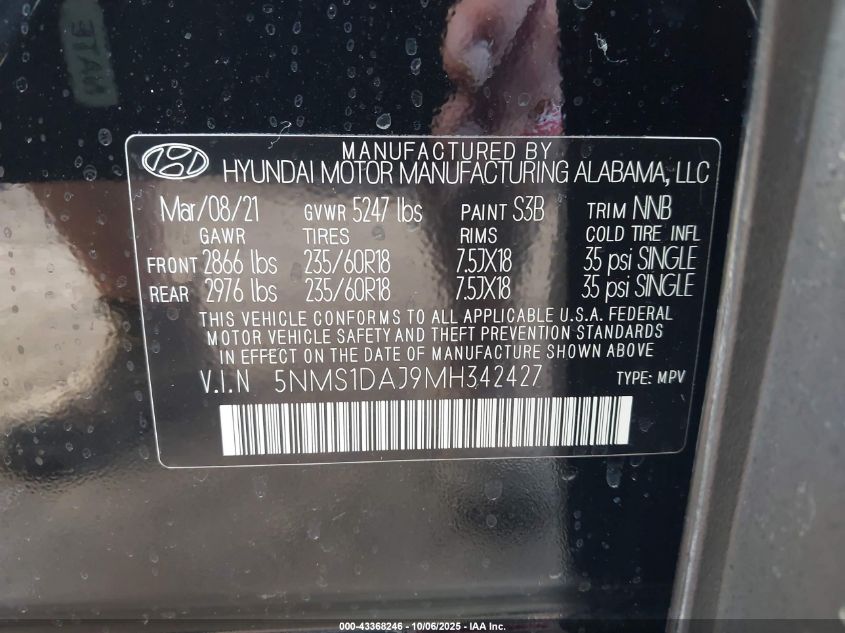 MANUFACTURED BY
HYUNDAI MOTOR MANUFACTURING ALABAMA, LLC
Mar/08/21 GVWR 5247 lbs PAINT S3B TRIM NNB
GAWR TIRES RIMS COLD TIRE INFL
FRONT 2866 lbs 235/60R18 7.5JX18 35 psi SINGLE
REAR 2976 lbs 235/60R18 7.5JX18 35 psi SINGLE
THIS VEHICLE CONFORMS TO ALL APPLICABLE U.S.A. FEDERAL
MOTOR VEHICLE SAFETY AND THEFT PREVENTION STANDARDS
IN EFFECT ON THE DATE OF MANUFACTURE SHOWN ABOVE
V.I.N 5NMS1DAJ9MH342427 TYPE: MPV
000-43368246 - 10/06/2025 - IAA Inc.